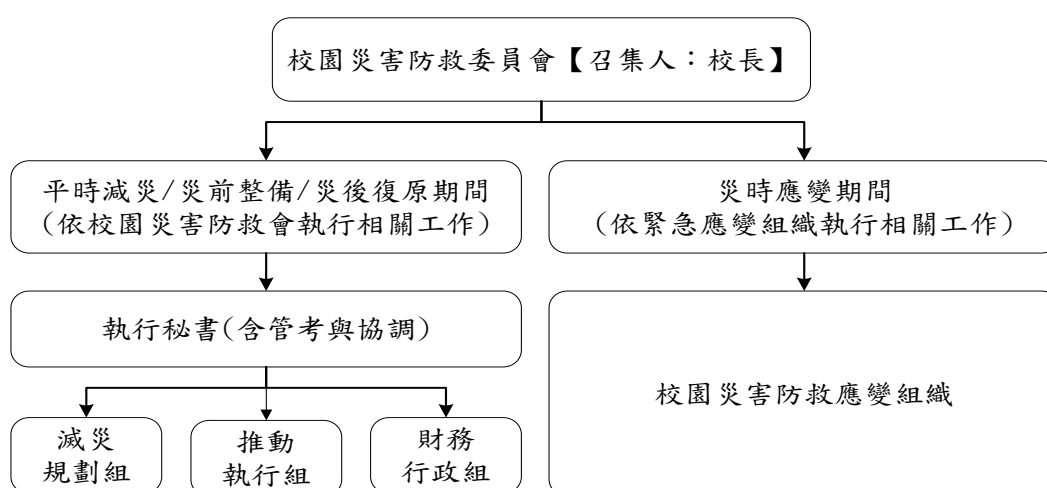 校園災害防救委員會【召集人：校長】
平時減災/災前整備/災後復原期間
(依校園災害防救會執行相關工作)
災時應變期間
(依緊急應變組織執行相關工作)
執行秘書(含管考與協調)
校園災害防救應變組織
減災
規劃組
推動
執行組
財務
行政組